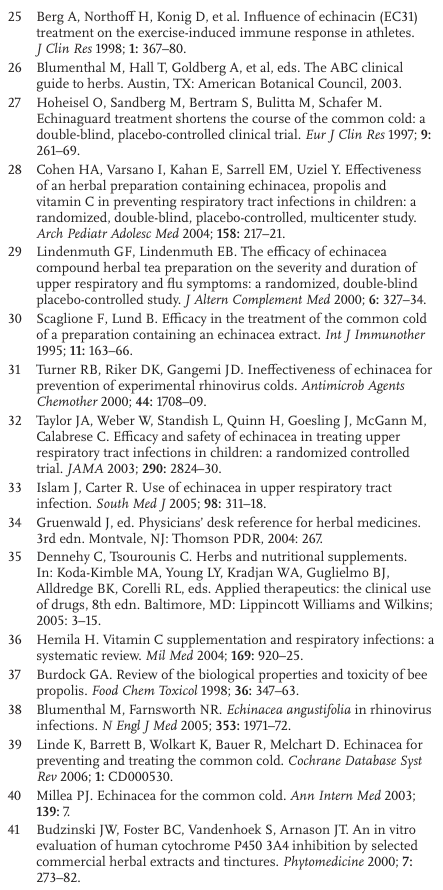 25 Berg A, Northoff H, Konig D, et al. Influence of echinacin (EC31)
treatment on the exercise-induced immune response in athletes.
J Clin Res 1998; 1: 367–80.
26 Blumenthal M, Hall T, Goldberg A, et al, eds. The ABC clinical
guide to herbs. Austin, TX: American Botanical Council, 2003.
27 Hoheisel O, Sandberg M, Bertram S, Bulitta M, Schafer M.
Echinaguard treatment shortens the course of the common cold: a
double-blind, placebo-controlled clinical trial. Eur J Clin Res 1997; 9:
261–69.
28 Cohen HA, Varsano I, Kahan E, Sarrell EM, Uziel Y. Effectiveness
of an herbal preparation containing echinacea, propolis and
vitamin C in preventing respiratory tract infections in children: a
randomized, double-blind, placebo-controlled, multicenter study.
Arch Pediatr Adolesc Med 2004; 158: 217–21.
29 Lindenmuth GF, Lindenmuth EB. The efficacy of echinacea
compound herbal tea preparation on the severity and duration of
upper respiratory and flu symptoms: a randomized, double-blind
placebo-controlled study. J Altern Complement Med 2000; 6: 327–34.
30 Scaglione F, Lund B. Efficacy in the treatment of the common cold
of a preparation containing an echinacea extract. Int J Immunother
1995; 11: 163–66.
31 Turner RB, Riker DK, Gangemi JD. Ineffectiveness of echinacea for
prevention of experimental rhinovirus colds. Antimicrob Agents
Chemother 2000; 44: 1708–09.
32 Taylor JA, Weber W, Standish L, Quinn H, Goesling J, McGann M,
Calabrese C. Efficacy and safety of echinacea in treating upper
respiratory tract infections in children: a randomized controlled
trial. JAMA 2003; 290: 2824–30.
33 Islam J, Carter R. Use of echinacea in upper respiratory tract
infection. South Med J 2005; 98: 311–18.
34 Gruenwald J, ed. Physicians’ desk reference for herbal medicines.
3rd edn. Montvale, NJ: Thomson PDR, 2004: 267.
35 Dennehy C, Tsourounis C. Herbs and nutritional supplements.
In: Koda-Kimble MA, Young LY, Kradjan WA, Guglielmo BJ,
Alldredge BK, Corelli RL, eds. Applied therapeutics: the clinical use
of drugs, 8th edn. Baltimore, MD: Lippincott Williams and Wilkins;
2005: 3–15.
36 Hemila H. Vitamin C supplementation and respiratory infections: a
systematic review. Mil Med 2004; 169: 920–25.
37 Burdock GA. Review of the biological properties and toxicity of bee
propolis. Food Chem Toxicol 1998; 36: 347–63.
38 Blumenthal M, Farnsworth NR. Echinacea angustifolia in rhinovirus
infections. N Engl J Med 2005; 353: 1971–72.
39 Linde K, Barrett B, Wolkart K, Bauer R, Melchart D. Echinacea for
preventing and treating the common cold. Cochrane Database Syst
Rev 2006; 1: CD000530.
40 Millea PJ. Echinacea for the common cold. Ann Intern Med 2003;
139: 7.
41 Budzinski JW, Foster BC, Vandenhoek S, Arnason JT. An in vitro
evaluation of human cytochrome P450 3A4 inhibition by selected
commercial herbal extracts and tinctures. Phytomedicine 2000; 7:
273–82.